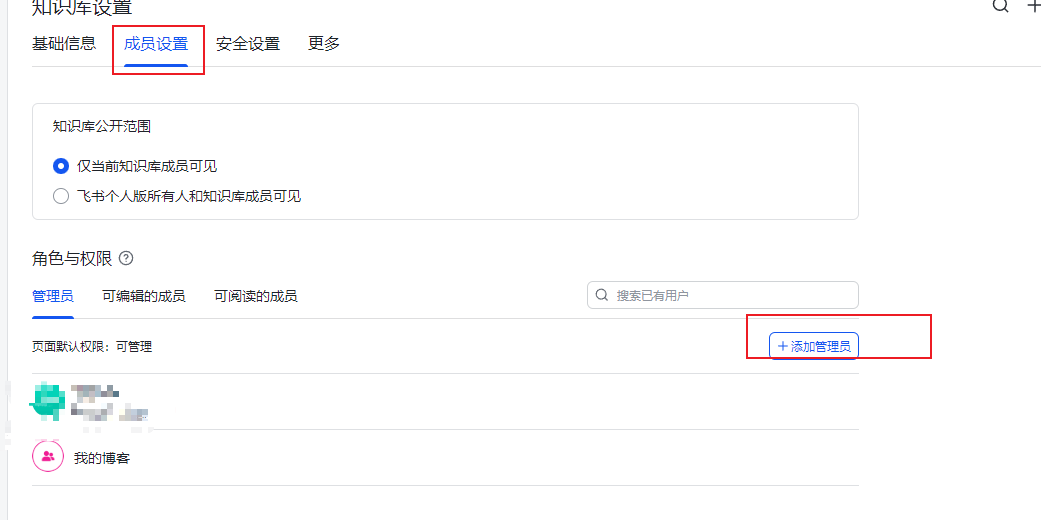 知识库设置
基础信息 成员设置 安全设置 更多
知识库公开范围
仅当前知识库成员可见
飞书个人版所有人和知识库成员可见
角色与权限
管理员 可编辑的成员 可阅读的成员 搜索已有用户
页面默认权限：可管理 添加管理员
我的博客